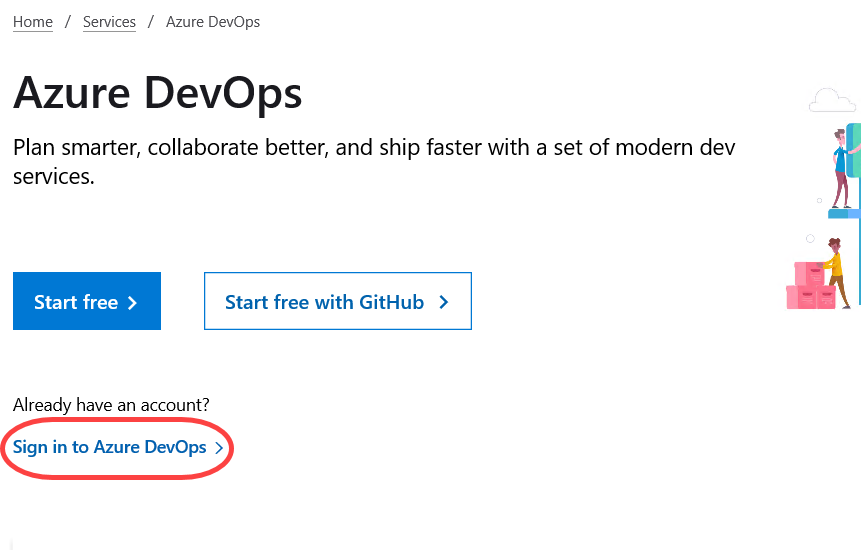 Home / Services / Azure DevOps
Azure DevOps
Plan smarter, collaborate better, and ship faster with a set of modern dev
services.
Start free
Start free with GitHub
Already have an account?
Sign in to Azure DevOps